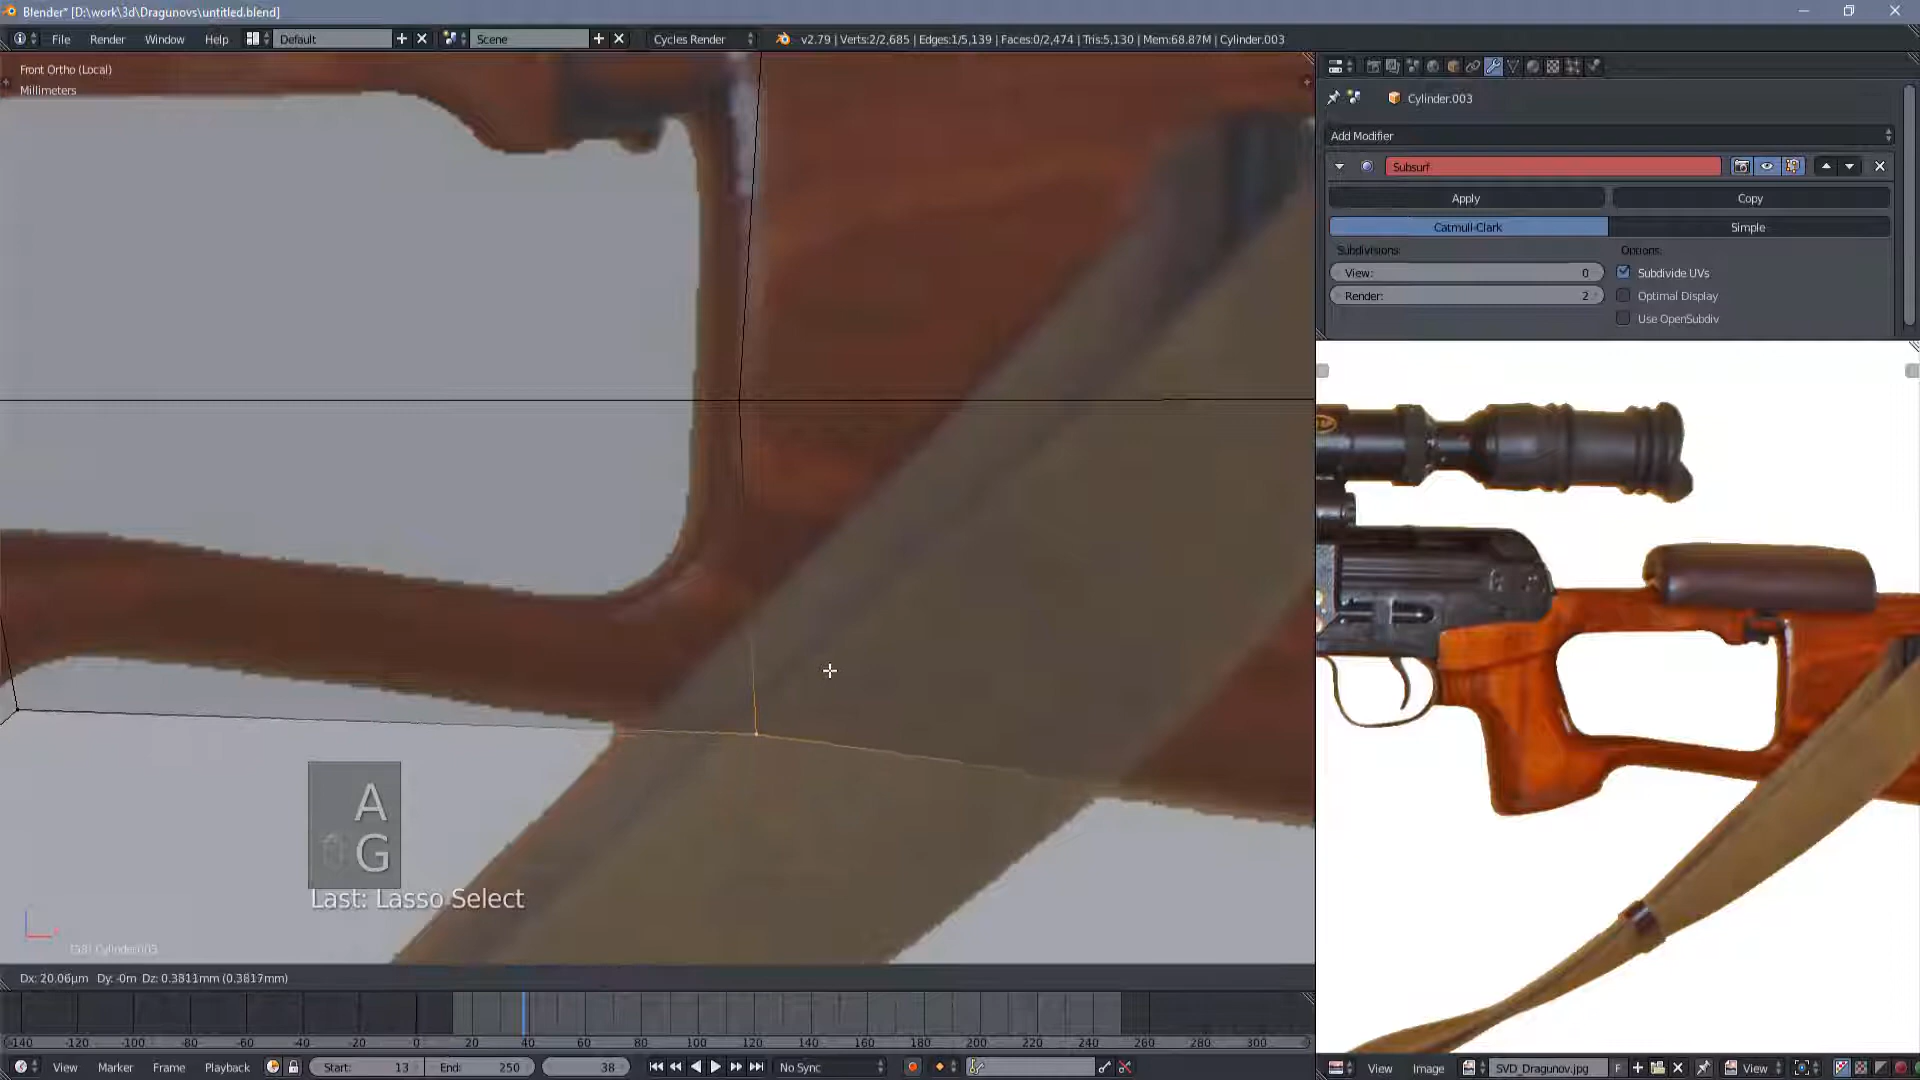 Blender* [D:\work\3d\Dragunovs\untitled.blend]
File Render Window Help Default Scene Cycles Render v2.79 | Verts:2/2,685 | Edges:1/5,139 | Faces:0/2,474 | Tris:5,130 | Mem:68.87M | Cylinder.003
Front Ortho (Local)
Millimeters
Cylinder.003
Add Modifier
Subsurf
Apply Copy
Catmull-Clark Simple
Subdivisions: Options:
View: 0 Subdivide UVs
Render: 2 Optimal Display
Use OpenSubdiv
A
G
Last: Lasso Select
(38) Cylinder.003
Dx: 20.06µm Dy: -0m Dz: 0.3811mm (0.3817mm)
-140 -120 -100 -80 -60 -40 -20 0 20 40 60 80 100 120 140 160 180 200 220 240 260 280 300
View Marker Frame Playback Start: 13 End: 250 38 No Sync View Image SVD_Dragunov.jpg F View